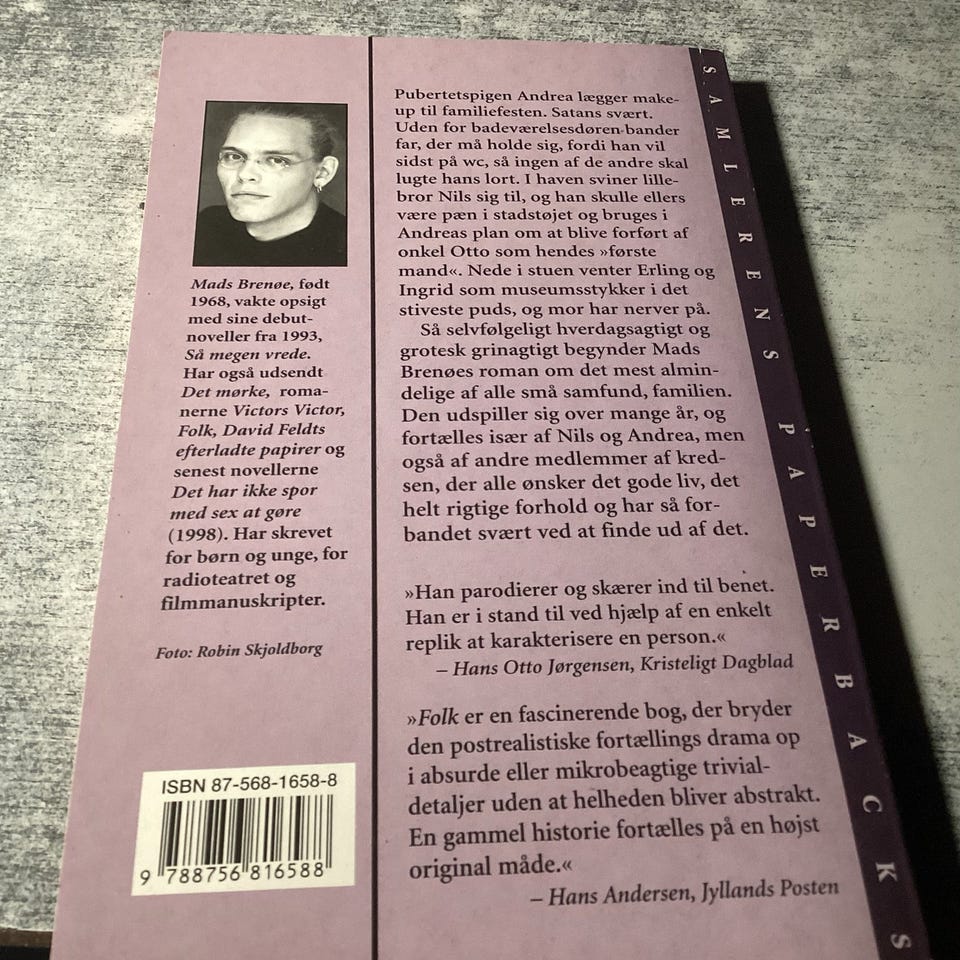 Mads Brenøe, født
1968, vakte opsigt
med sine debut-
noveller fra 1993,
Så megen vrede.
Har også udsendt
Det mørke, roma-
nerne Victors Victor,
Folk, David Feldts
efterladte papirer og
senest novellerne
Det har ikke spor
med sex at gøre
(1998). Har skrevet
for børn og unge, for
radioteatret og
filmmanuskripter.
Foto: Robin Skjoldborg
ISBN 87-568-1658-8
9 788756 816588
Pubertetspigen Andrea lægger make-
up til familiefesten. Satans svært.
Uden for badeværelsesdøren bander
far, der må holde sig, fordi han vil
sidst på wc, så ingen af de andre skal
lugte hans lort. I haven sviner lille-
bror Nils sig til, og han skulle ellers
være pæn i stadstøjet og bruges i
Andreas plan om at blive forført af
onkel Otto som hendes »første
mand«. Nede i stuen venter Erling og
Ingrid som museumsstykker i det
stiveste puds, og mor har nerver på.
Så selvfølgeligt hverdagsagtigt og
grotesk grinagtigt begynder Mads
Brenøes roman om det mest almin-
delige af alle små samfund, familien.
Den udspiller sig over mange år, og
fortælles især af Nils og Andrea, men
også af andre medlemmer af kred-
sen, der alle ønsker det gode liv, det
helt rigtige forhold og har så for-
bandet svært ved at finde ud af det.
»Han parodierer og skærer ind til benet.
Han er i stand til ved hjælp af en enkelt
replik at karakterisere en person.«
– Hans Otto Jørgensen, Kristeligt Dagblad
»Folk er en fascinerende bog, der bryder
den postrealistiske fortællings drama op
i absurde eller mikrobeagtige trivial-
detaljer uden at helheden bliver abstrakt.
En gammel historie fortælles på en højst
original måde.«
– Hans Andersen, Jyllands Posten
SAMLERENS PAPERBACKS